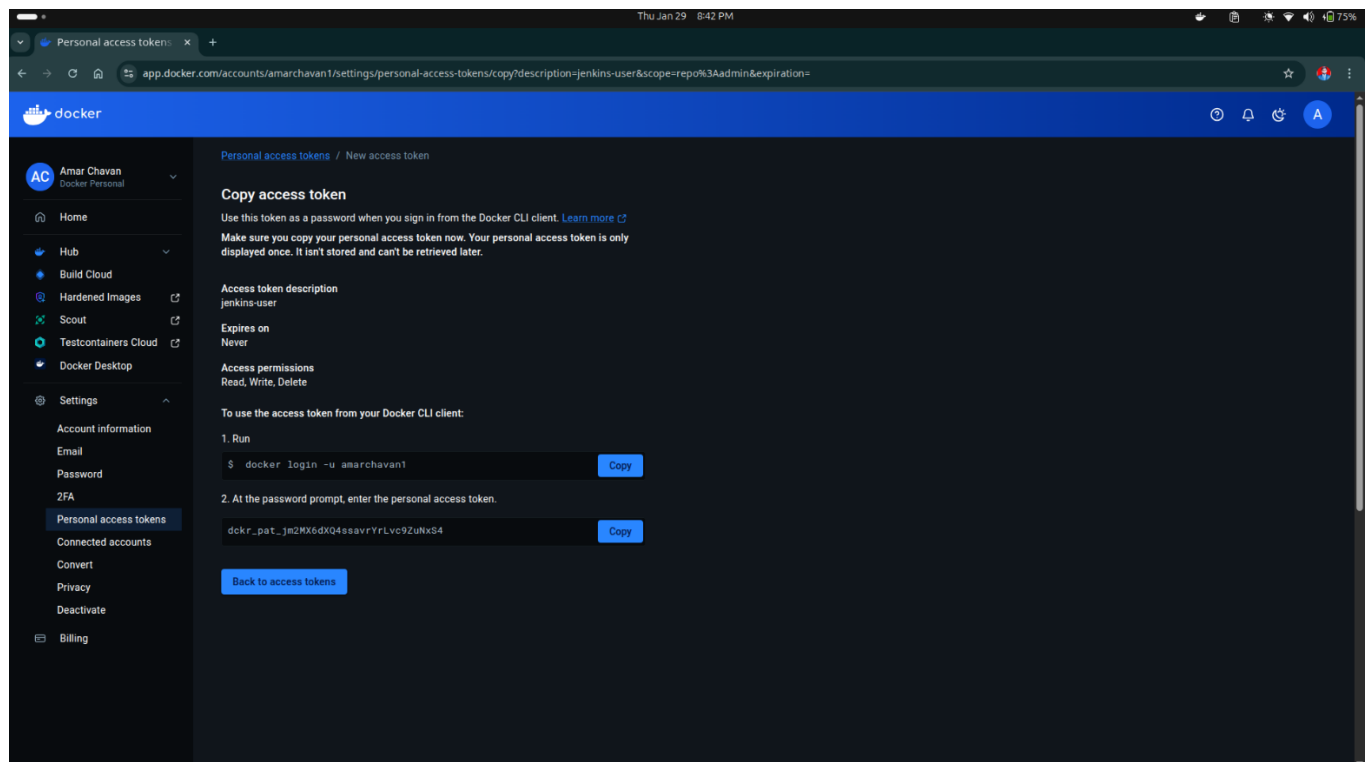 Thu Jan 29 8:42 PM
75%
Personal access tokens
app.docker.com/accounts/amarchavan1/settings/personal-access-tokens/copy?description=jenkins-user&scope=repo%3Aadmin&expiration=
docker
A
AC
Amar Chavan
Docker Personal
Home
Hub
Build Cloud
Hardened Images
Scout
Testcontainers Cloud
Docker Desktop
Settings
Account information
Email
Password
2FA
Personal access tokens
Connected accounts
Convert
Privacy
Deactivate
Billing
Personal access tokens / New access token
Copy access token
Use this token as a password when you sign in from the Docker CLI client. Learn more
Make sure you copy your personal access token now. Your personal access token is only
displayed once. It isn't stored and can't be retrieved later.
Access token description
jenkins-user
Expires on
Never
Access permissions
Read, Write, Delete
To use the access token from your Docker CLI client:
1. Run
$ docker login -u amarchavan1
Copy
2. At the password prompt, enter the personal access token.
dckr_pat_jm2MX6dXQ4ssavrYrLvc9ZuNxS4
Copy
Back to access tokens